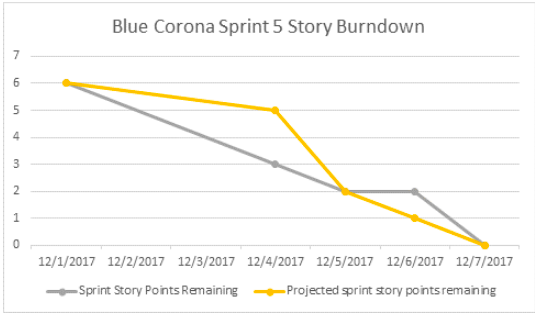 Blue Corona Sprint 5 Story Burndown
7
6
5
4
3
2
1
0
12/1/2017 12/2/2017 12/3/2017 12/4/2017 12/5/2017 12/6/2017 12/7/2017
Sprint Story Points Remaining Projected sprint story points remaining